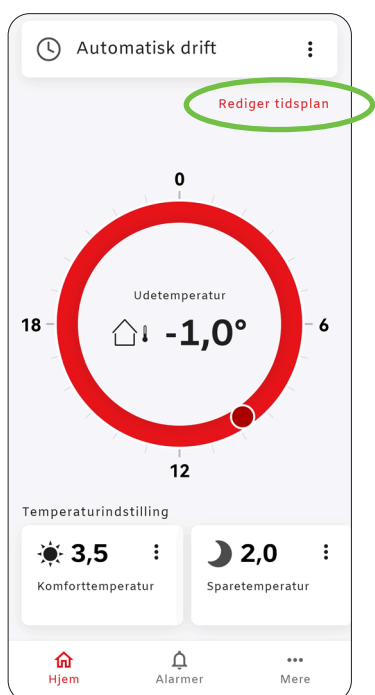 Automatisk drift
Rediger tidsplan
0
Udetemperatur
18
-1,0°
6
12
Temperaturindstilling
3,5
2,0
Komforttemperatur
Sparetemperatur
Hjem
Alarmer
Mere